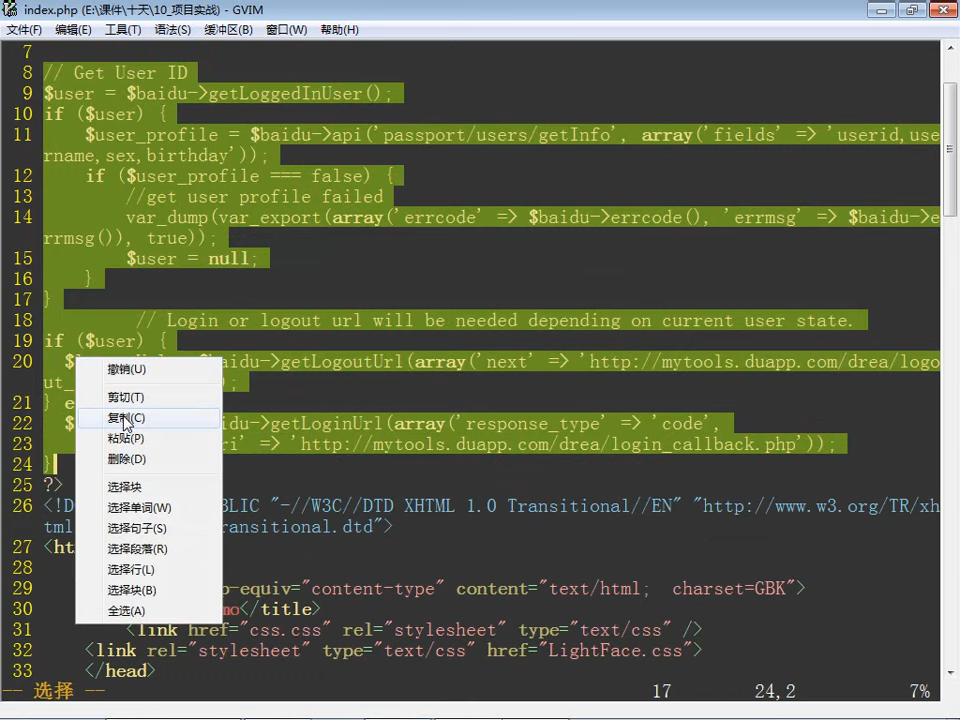 index.php (E:\课件\十天\10_项目实战) - GVIM
文件(F) 编辑(E) 工具(T) 语法(S) 缓冲区(B) 窗口(W) 帮助(H)
7
8 // Get User ID
9 $user = $baidu->getLoggedInUser();
10 if ($user) {
11 $user_profile = $baidu->api('passport/users/getInfo', array('fields' => 'userid,use
rname,sex,birthday'));
12 if ($user_profile === false) {
13 //get user profile failed
14 var_dump(var_export(array('errcode' => $baidu->errcode(), 'errmsg' => $baidu->e
rrmsg()), true));
15 $user = null;
16 }
17 }
18 // Login or logout url will be needed depending on current user state.
19 if ($user) {
20 $ baidu->getLogoutUrl(array('next' => 'http://mytools.duapp.com/drea/logo
ut_ );
21 } e
22 $ baidu->getLoginUrl(array('response_type' => 'code',
23 ri' => 'http://mytools.duapp.com/drea/login_callback.php'));
24 }
25 ?>
26 <!D BLIC "-//W3C//DTD XHTML 1.0 Transitional//EN" "http://www.w3.org/TR/xh
tml ransitional.dtd">
27 <ht
28
29 p-equiv="content-type" content="text/html; charset=GBK">
30 mo</title>
31 <link href="css.css" rel="stylesheet" type="text/css" />
32 <link rel="stylesheet" type="text/css" href="LightFace.css">
33 </head>
撤销(U)
剪切(T)
复制(C)
粘贴(P)
删除(D)
选择块
选择单词(W)
选择句子(S)
选择段落(R)
选择行(L)
选择块(B)
全选(A)
-- 选择 -- 17 24,2 7%